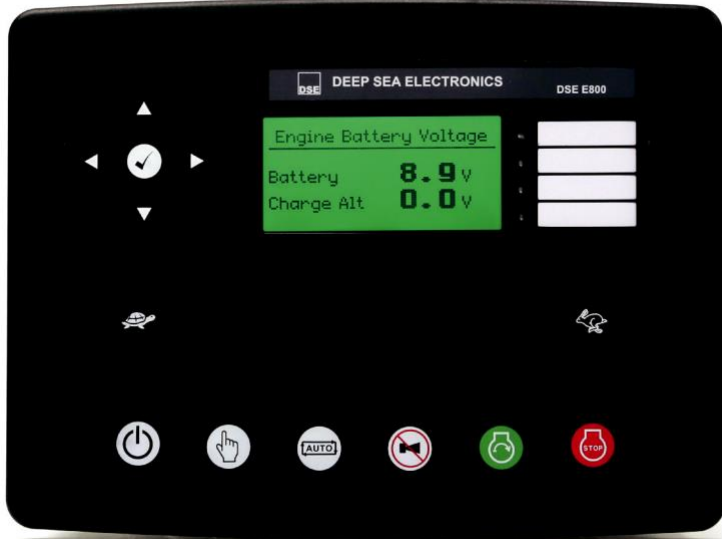 DSE
DEEP SEA ELECTRONICS
DSE E800
Engine Battery Voltage
Battery 8.9 V
Charge Alt 0.0 V
AUTO
STOP